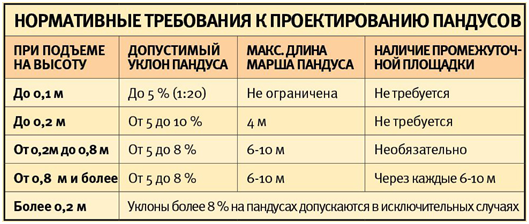 НОРМАТИВНЫЕ ТРЕБОВАНИЯ К ПРОЕКТИРОВАНИЮ ПАНДУСОВ
ПРИ ПОДЪЕМЕ ДОПУСТИМЫЙ МАКС. ДЛИНА НАЛИЧИЕ ПРОМЕЖУТОЧ-
НА ВЫСОТУ УКЛОН ПАНДУСА МАРША ПАНДУСА НОЙ ПЛОЩАДКИ
До 0,1 м До 5 % (1:20) Не ограничена Не требуется
До 0,2 м От 5 до 10 % 4 м Не требуется
От 0,2м до 0,8 м От 5 до 8 % 6-10 м Необязательно
От 0,8 м и более От 5 до 8 % 6-10 м Через каждые 6-10 м
Более 0,2 м Уклоны более 8 % на пандусах допускаются в исключительных случаях